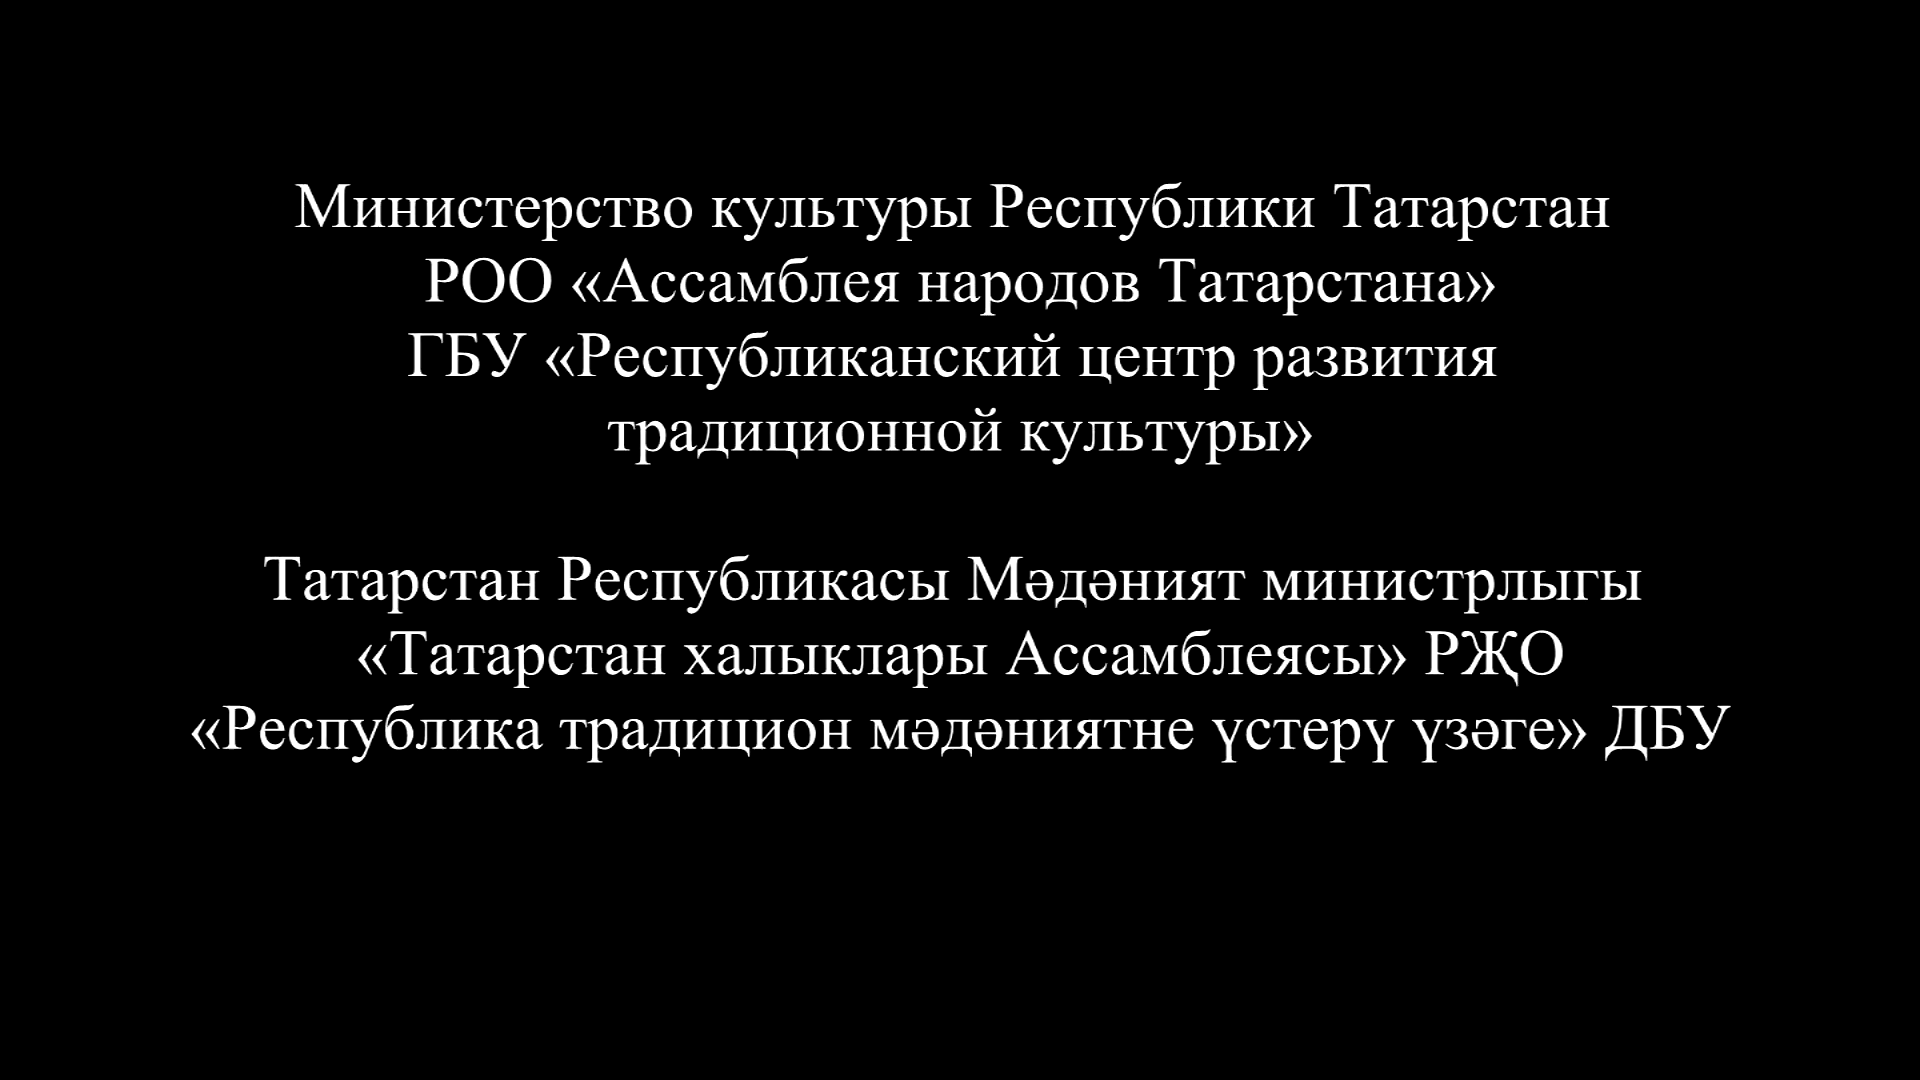 Министерство культуры Республики Татарстан
РОО «Ассамблея народов Татарстана»
ГБУ «Республиканский центр развития
традиционной культуры»
Татарстан Республикасы Мәдәният министрлыгы
«Татарстан халыклары Ассамблеясы» РҖО
«Республика традицион мәдәниятне үстерү үзәге» ДБУ